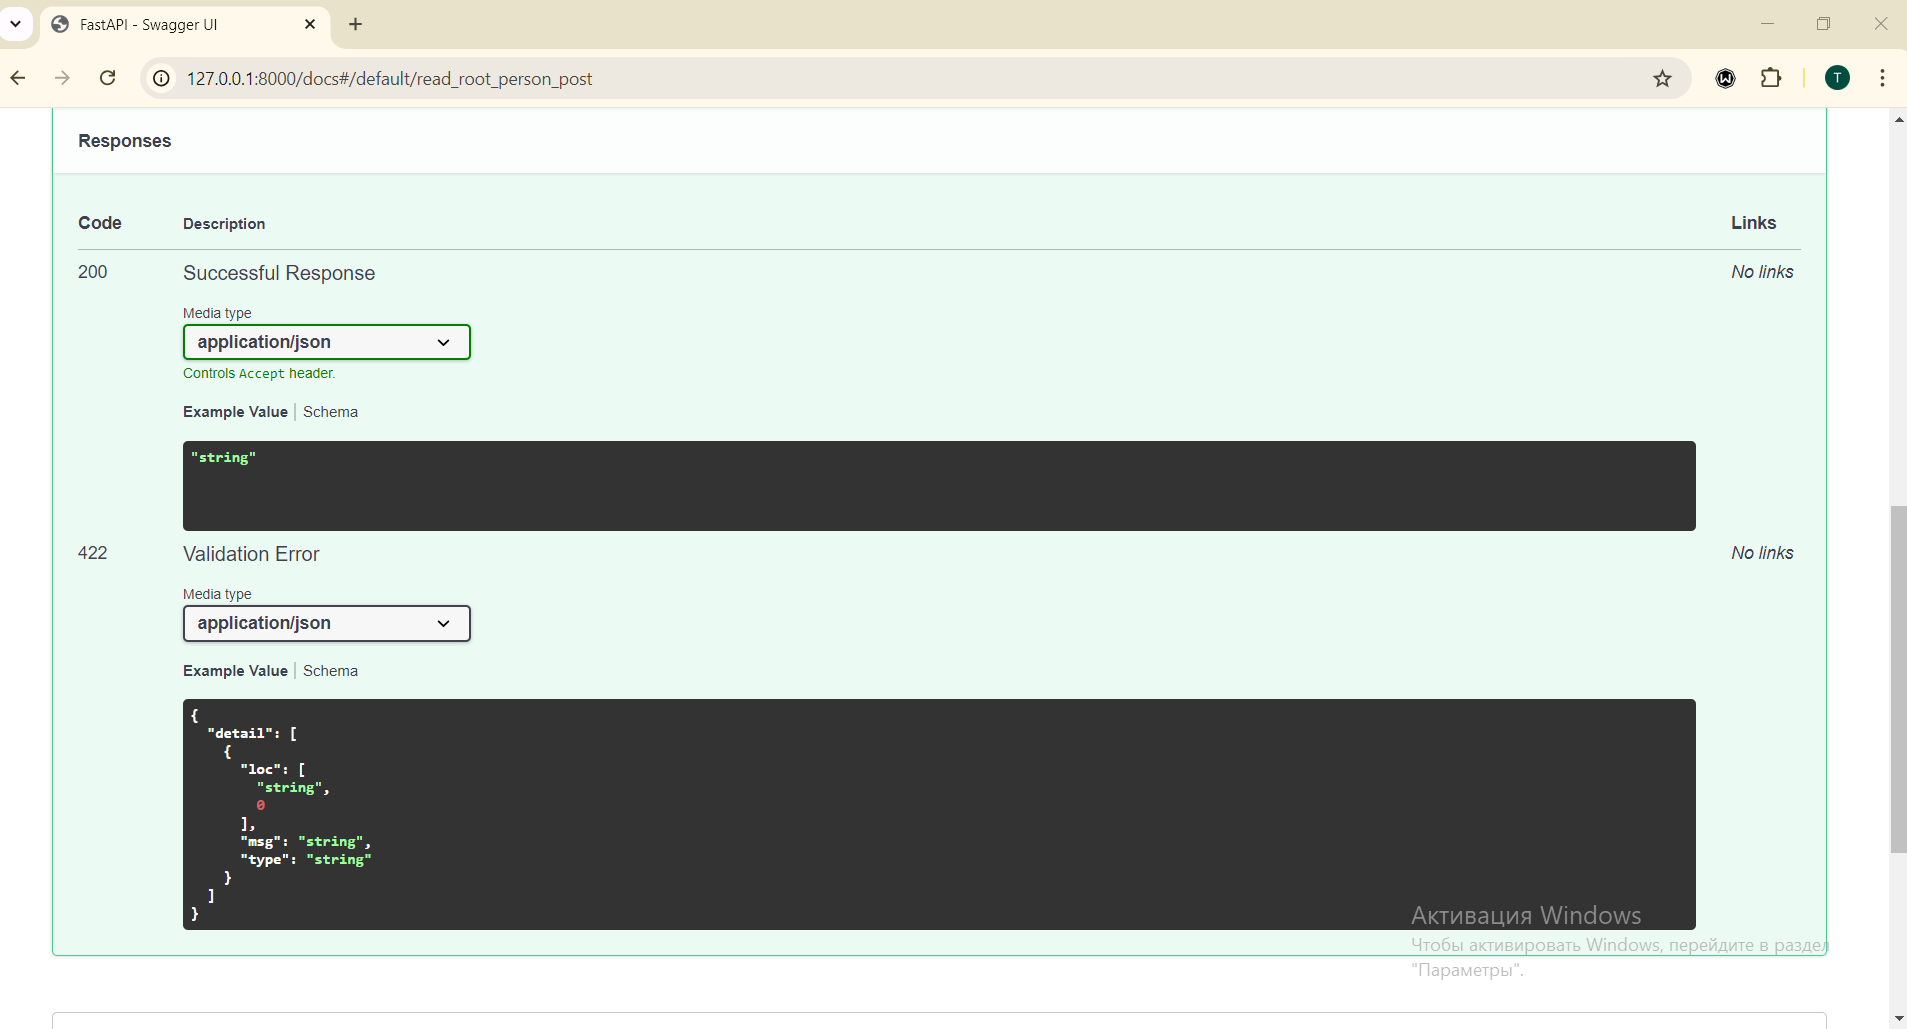 FastAPI - Swagger UI
127.0.0.1:8000/docs#/default/read_root_person_post
T
Responses
Code Description Links
200 Successful Response No links
Media type
application/json
Controls Accept header.
Example Value Schema
"string"
422 Validation Error No links
Media type
application/json
Example Value Schema
{
"detail": [
{
"loc": [
"string",
0
],
"msg": "string",
"type": "string"
}
]
}
Активация Windows
Чтобы активировать Windows, перейдите в раздел
"Параметры".